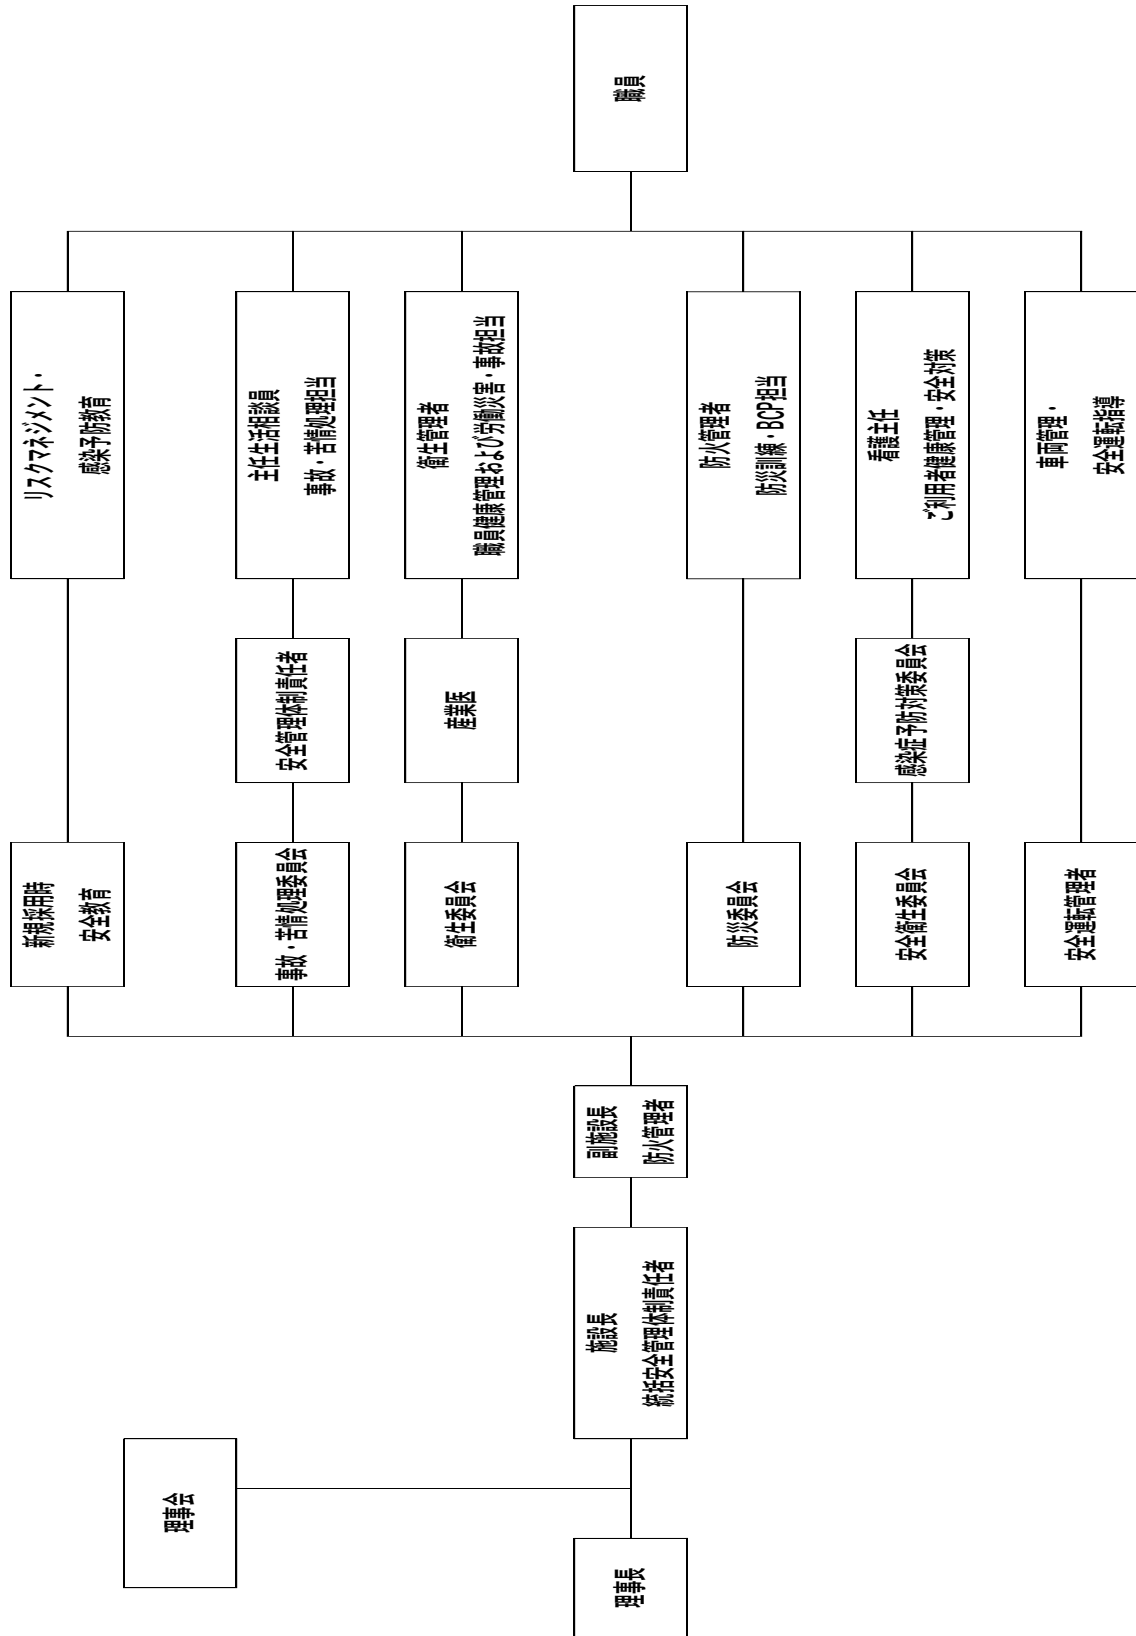 理事会
理事長
施設長
統括安全管理体制責任者
副施設長
防火管理者
新規採用時
安全教育
リスクマネジメント・
感染予防教育
事故・苦情処理委員会
安全管理体制責任者
主任生活相談員
事故・苦情処理担当
衛生委員会
産業医
衛生管理者
職員健康管理および労働災害・事故担当
防災委員会
防火管理者
防災訓練・BCP担当
安全衛生委員会
感染症予防対策委員会
看護主任
ご利用者健康管理・安全対策
安全運転管理者
車両管理・
安全運転指導
職員